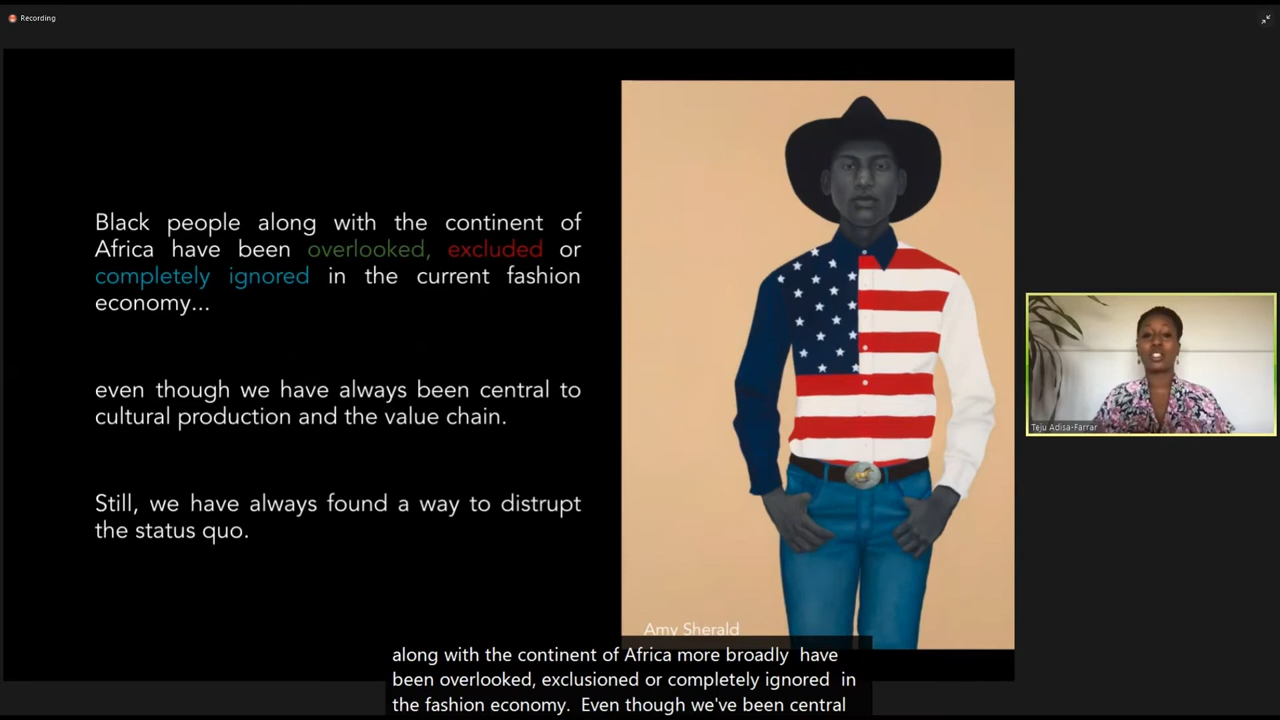 Recording
Black people along with the continent of
Africa have been overlooked, excluded or
completely ignored in the current fashion
economy...
even though we have always been central to
cultural production and the value chain.
Still, we have always found a way to distrupt
the status quo.
Amy Sherald
Teju Adisa-Farrar
along with the continent of Africa more broadly have
been overlooked, exclusioned or completely ignored in
the fashion economy. Even though we've been central